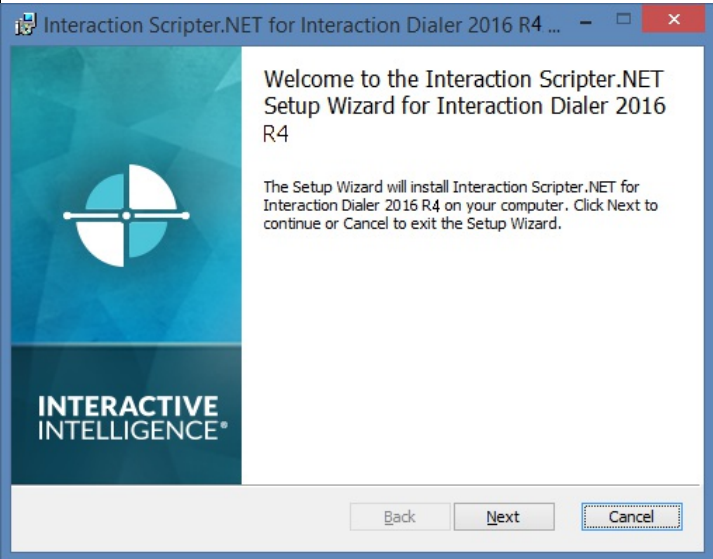 Interaction Scripter.NET for Interaction Dialer 2016 R4 ...
Welcome to the Interaction Scripter.NET
Setup Wizard for Interaction Dialer 2016
R4
The Setup Wizard will install Interaction Scripter.NET for
Interaction Dialer 2016 R4 on your computer. Click Next to
continue or Cancel to exit the Setup Wizard.
INTERACTIVE
INTELLIGENCE®
Back
Next
Cancel